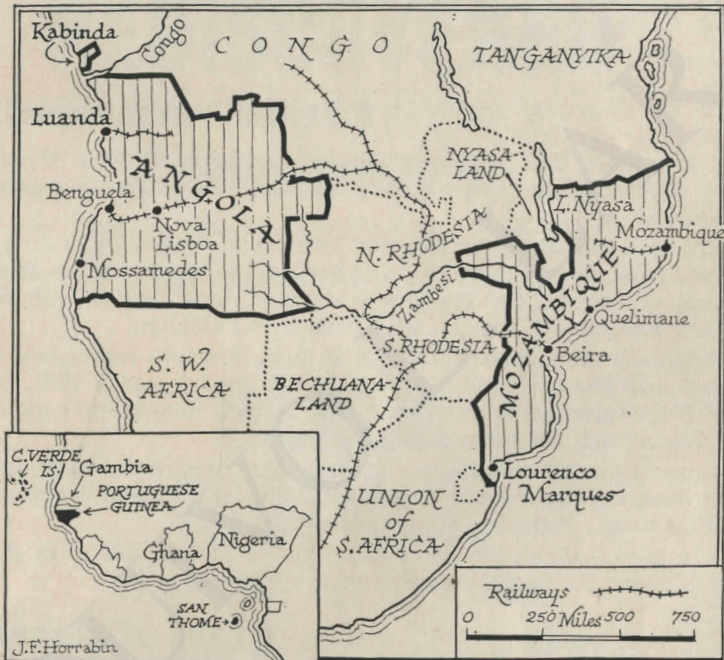 Kabinda
Congo
CONGO
TANGANYIKA
Luanda
ANGOLA
NYASA-
LAND
L. Nyasa
Benguela
Nova
Lisboa
Mozambique
N. RHODESIA
Mossamedes
Zambesi
MOZAMBIQUE
Quelimane
S. RHODESIA
Beira
S.W.
AFRICA
BECHUANA-
LAND
Lourenco
Marques
UNION
of
S. AFRICA
C. VERDE
IS.
Gambia
PORTUGUESE
GUINEA
Ghana
Nigeria
SAN
THOME
J.F. Horrabin
Railways
0 250 Miles 500 750